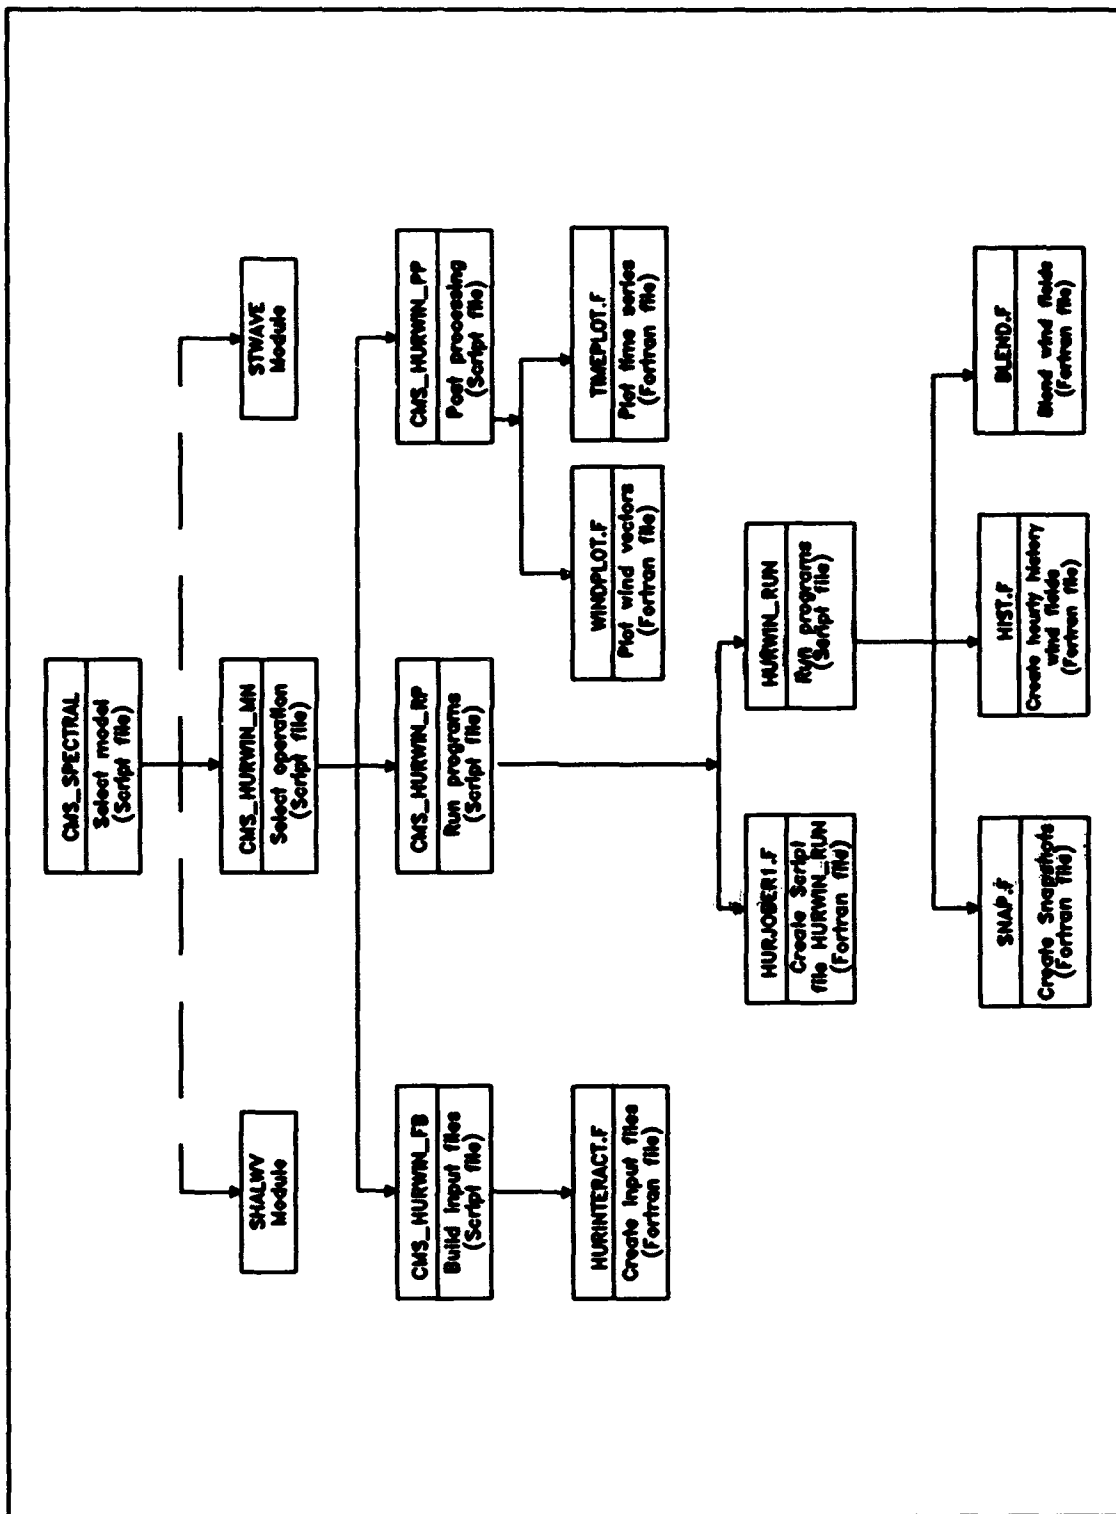 CMS_SPECTRAL
Select model
(Script file)
SHALWV
Module
CMS_HURWIN_MN
Select operation
(Script file)
STWAVE
Module
CMS_HURWIN_FB
Build input files
(Script file)
CMS_HURWIN_RP
Run programs
(Script file)
CMS_HURWIN_PP
Post processing
(Script file)
HURINTERACT.F
Create input files
(Fortran file)
WINDPLOT.F
Plot wind vectors
(Fortran file)
TIMEPLOT.F
Plot time series
(Fortran file)
HURJOBER1.F
Create Script
file HURWIN_RUN
(Fortran file)
HURWIN_RUN
Run programs
(Script file)
SNAP.F
Create Snapshots
(Fortran file)
HIST.F
Create hourly history
wind fields
(Fortran file)
BLEND.F
Blend wind fields
(Fortran file)